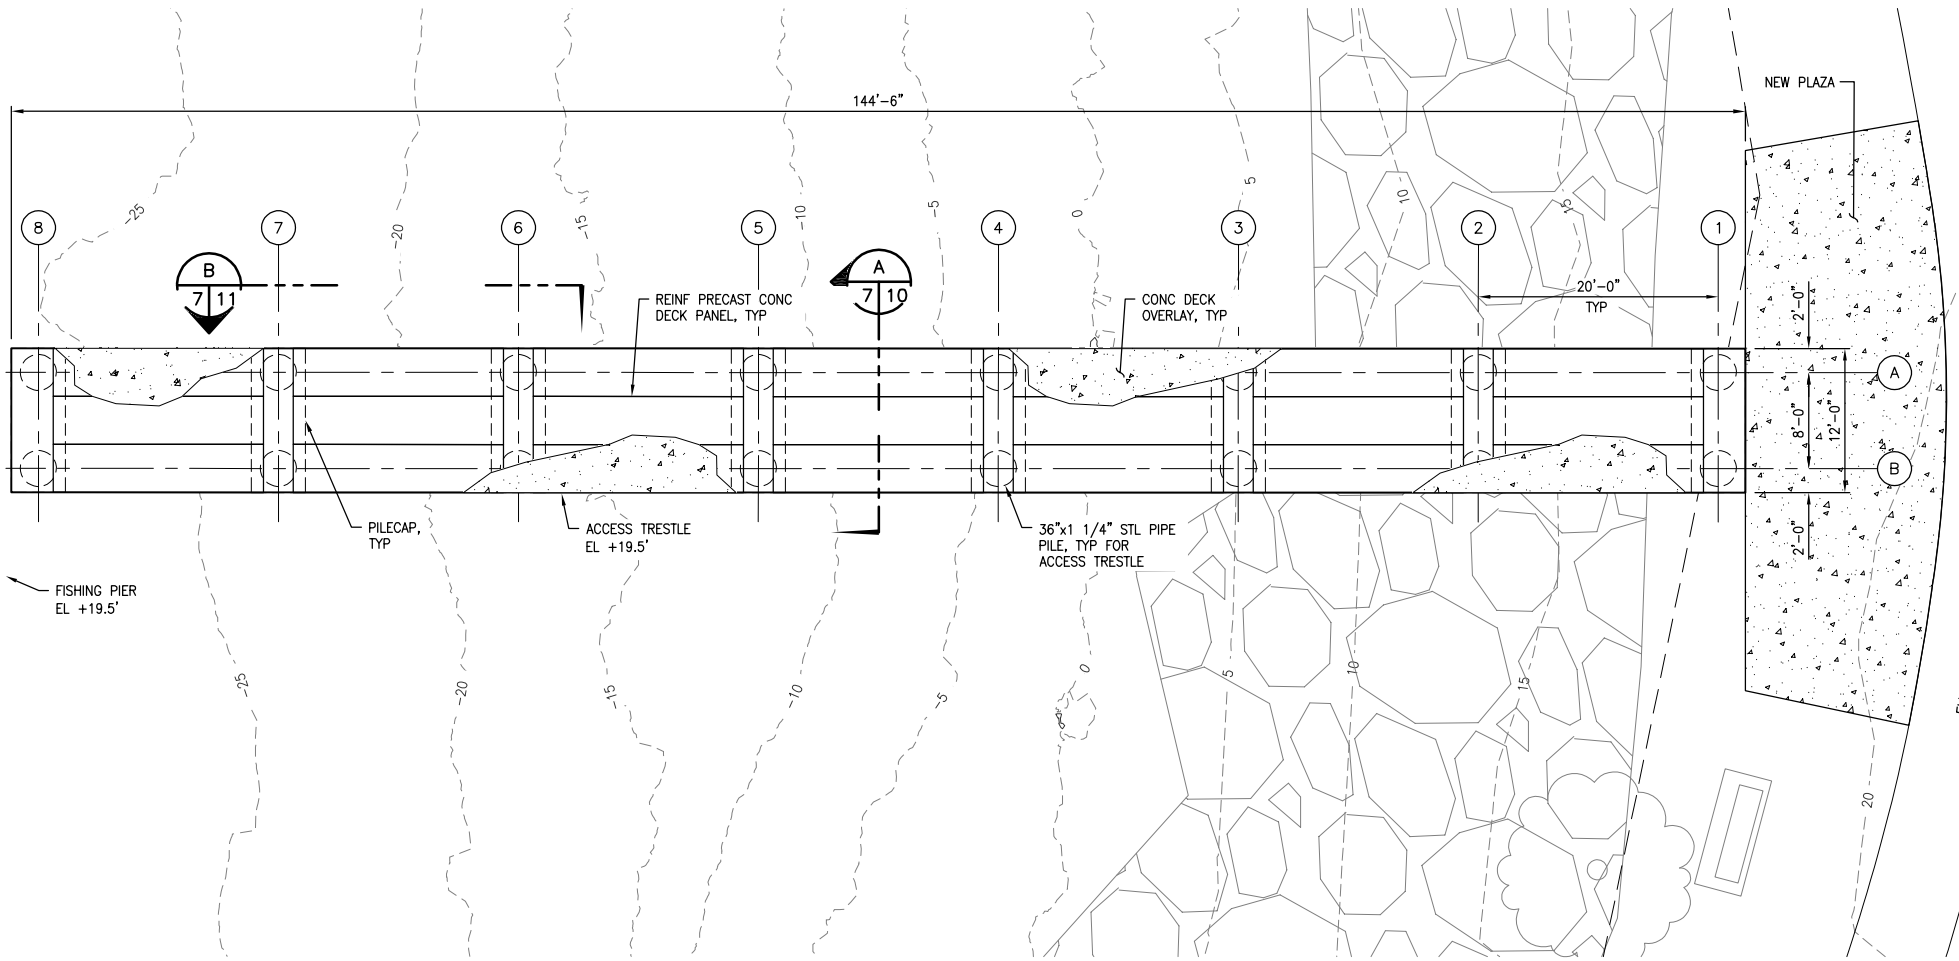 144'-6"
NEW PLAZA
8
7
6
5
4
3
2
1
-25
-20
-15
-10
-5
0
5
10
15
B
7 11
A
7 10
REINF PRECAST CONC
DECK PANEL, TYP
CONC DECK
OVERLAY, TYP
20'-0"
TYP
2'-0"
A
8'-0"
12'-0"
B
2'-0"
PILECAP,
TYP
ACCESS TRESTLE
EL +19.5'
36"x1 1/4" STL PIPE
PILE, TYP FOR
ACCESS TRESTLE
FISHING PIER
EL +19.5'
-25
-20
-15
-10
-5
0
5
10
15
20